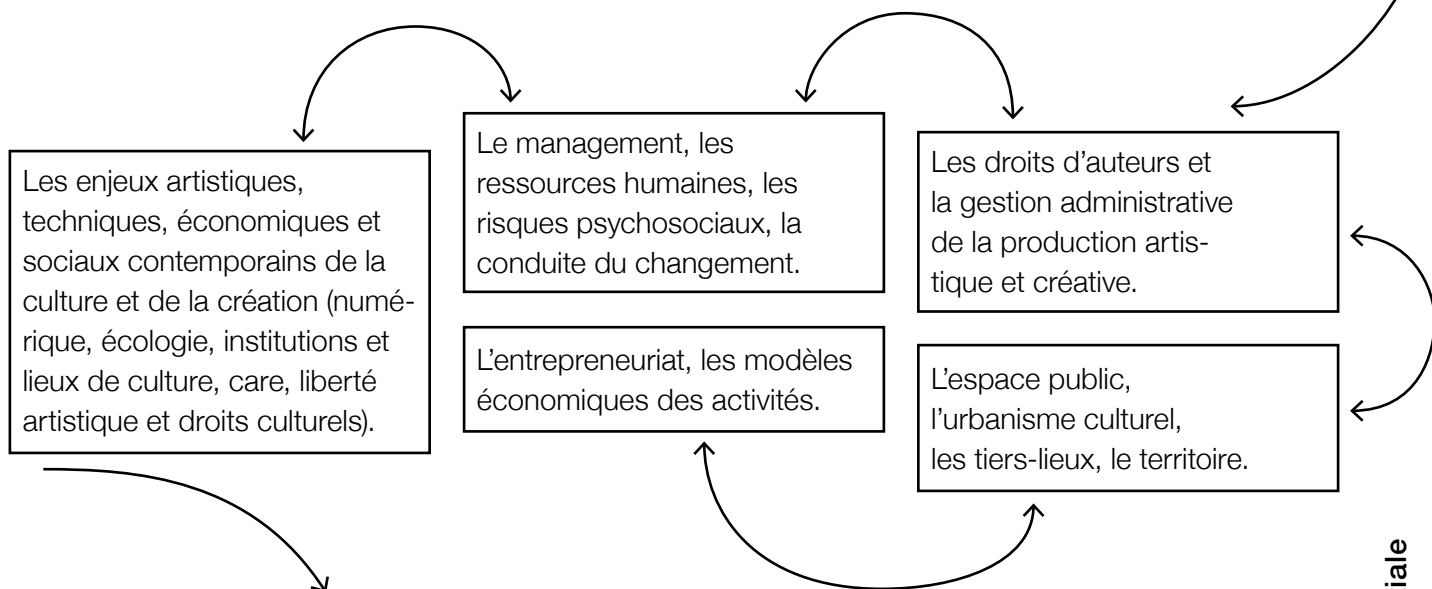 Les enjeux artistiques,
techniques, économiques et
sociaux contemporains de la
culture et de la création (numé-
rique, écologie, institutions et
lieux de culture, care, liberté
artistique et droits culturels).
Le management, les
ressources humaines, les
risques psychosociaux, la
conduite du changement.
L’entrepreneuriat, les modèles
économiques des activités.
Les droits d’auteurs et
la gestion administrative
de la production artis-
tique et créative.
L’espace public,
l’urbanisme culturel,
les tiers-lieux, le territoire.
iale